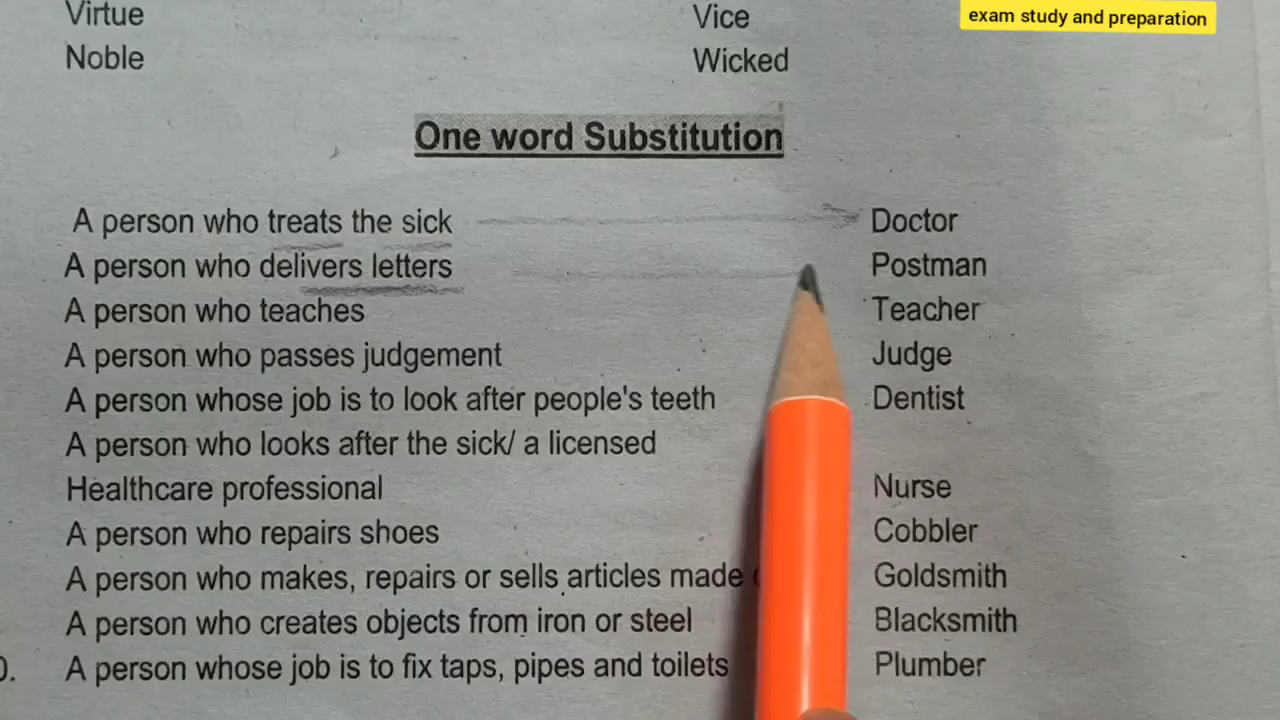 Virtue Vice
exam study and preparation
Noble Wicked
One word Substitution
A person who treats the sick Doctor
A person who delivers letters Postman
A person who teaches Teacher
A person who passes judgement Judge
A person whose job is to look after people's teeth Dentist
A person who looks after the sick/ a licensed
Healthcare professional Nurse
A person who repairs shoes Cobbler
A person who makes, repairs or sells articles made Goldsmith
A person who creates objects from iron or steel Blacksmith
0. A person whose job is to fix taps, pipes and toilets Plumber